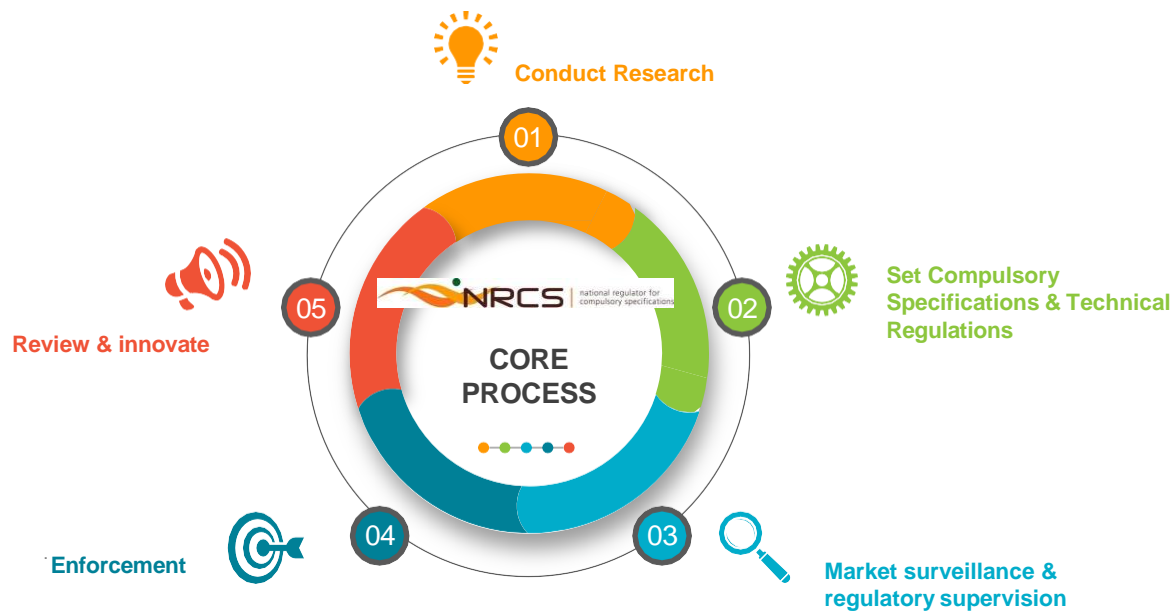 Conduct Research
01
02
Set Compulsory
Specifications & Technical
Regulations
03
Market surveillance &
regulatory supervision
04
Enforcement
05
Review & innovate
NRCS
national regulator for
compulsory specifications
CORE
PROCESS